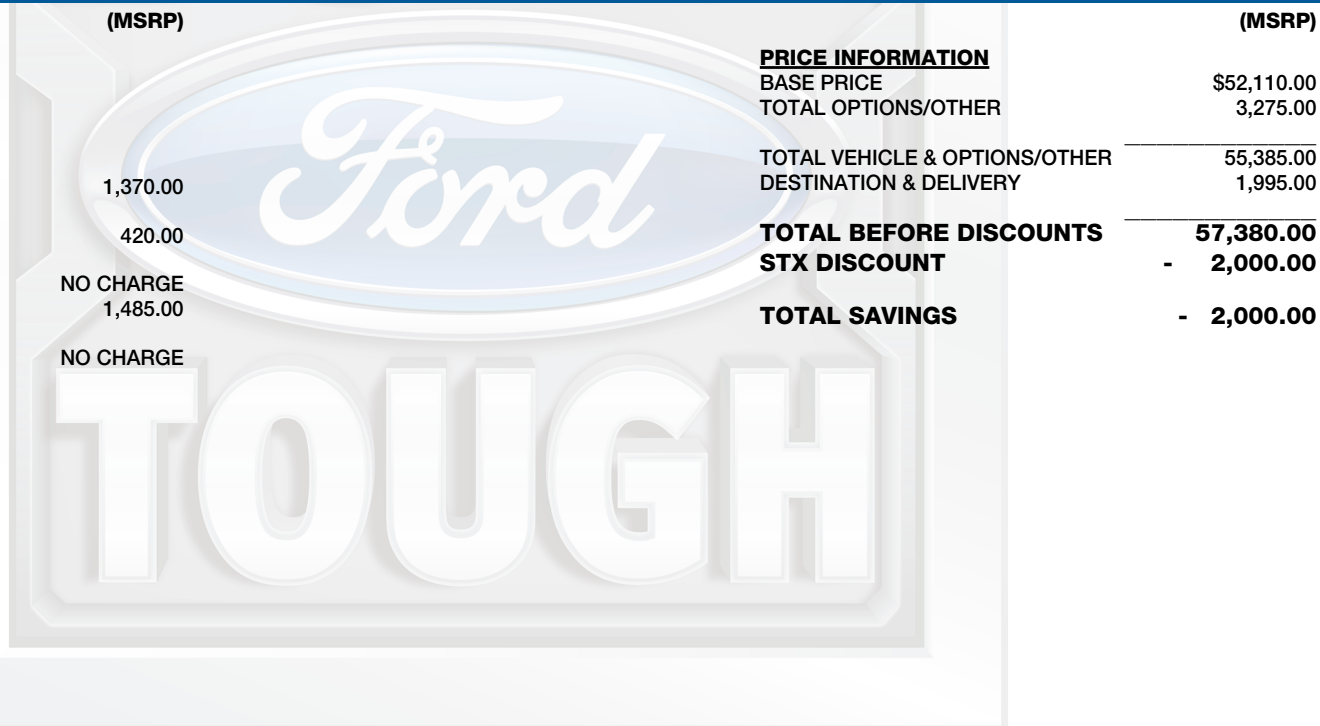 (MSRP)
1,370.00
420.00
NO CHARGE
1,485.00
NO CHARGE
(MSRP)
PRICE INFORMATION
BASE PRICE $52,110.00
TOTAL OPTIONS/OTHER 3,275.00
TOTAL VEHICLE & OPTIONS/OTHER 55,385.00
DESTINATION & DELIVERY 1,995.00
TOTAL BEFORE DISCOUNTS 57,380.00
STX DISCOUNT - 2,000.00
TOTAL SAVINGS - 2,000.00
Ford
TOUGH